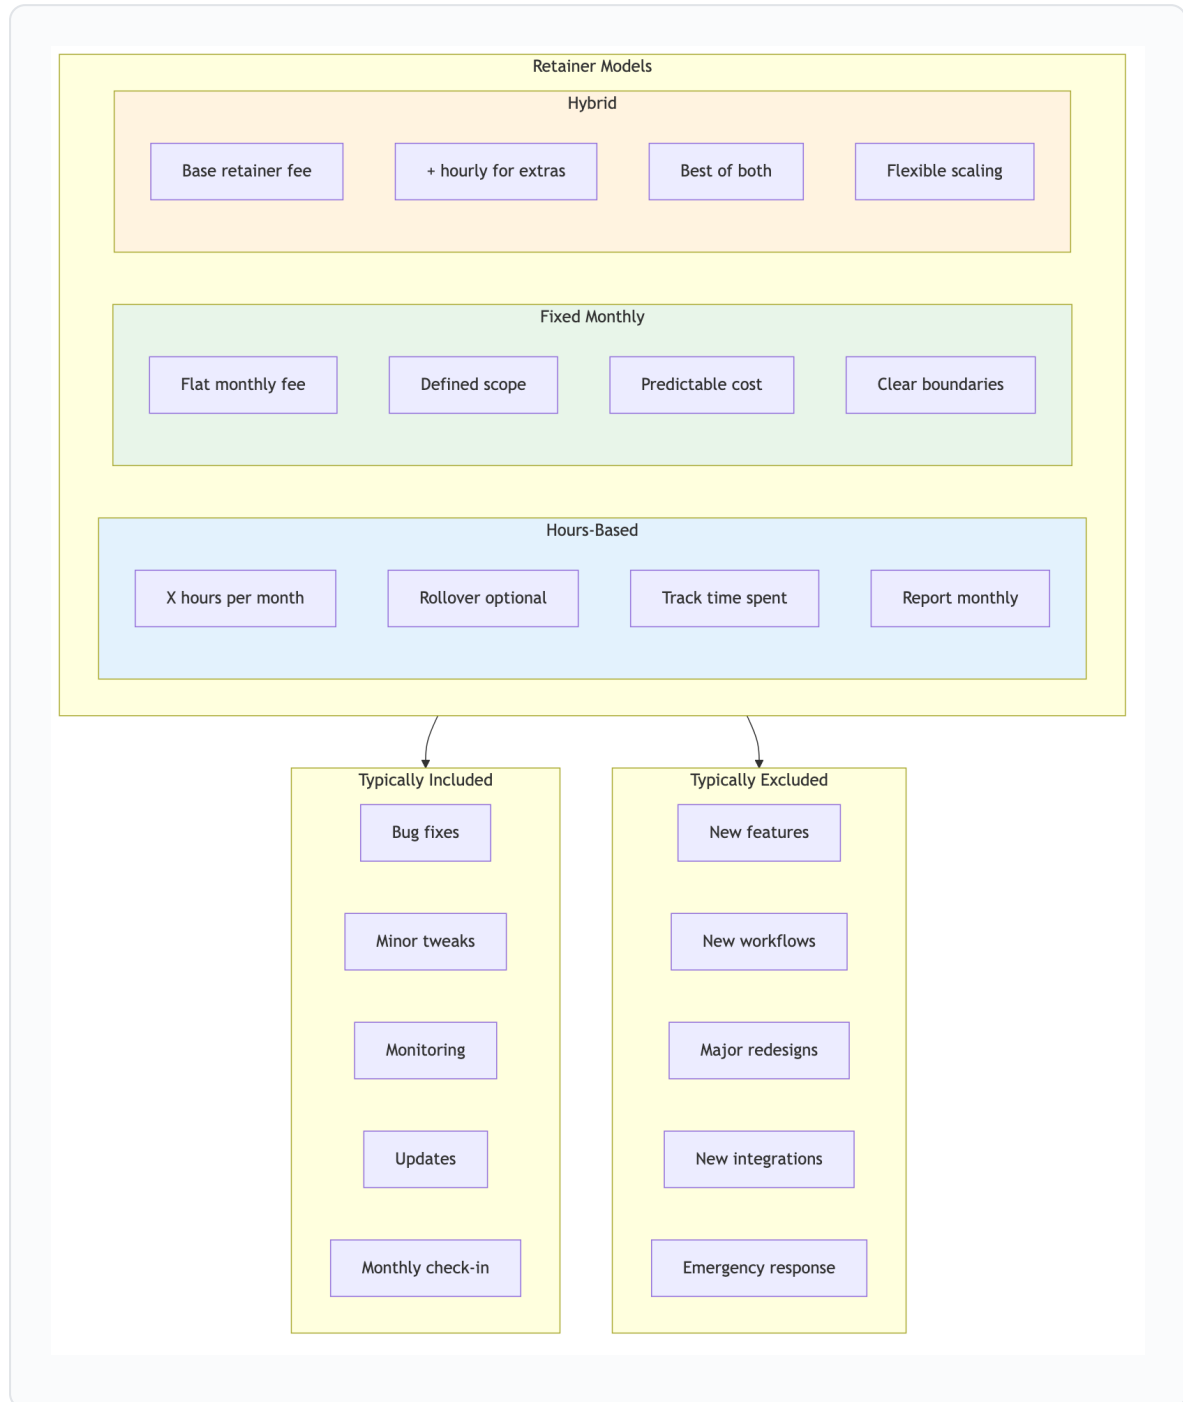 Retainer Models
Hybrid
Base retainer fee
+ hourly for extras
Best of both
Flexible scaling
Fixed Monthly
Flat monthly fee
Defined scope
Predictable cost
Clear boundaries
Hours-Based
X hours per month
Rollover optional
Track time spent
Report monthly
Typically Included
Bug fixes
Minor tweaks
Monitoring
Updates
Monthly check-in
Typically Excluded
New features
New workflows
Major redesigns
New integrations
Emergency response